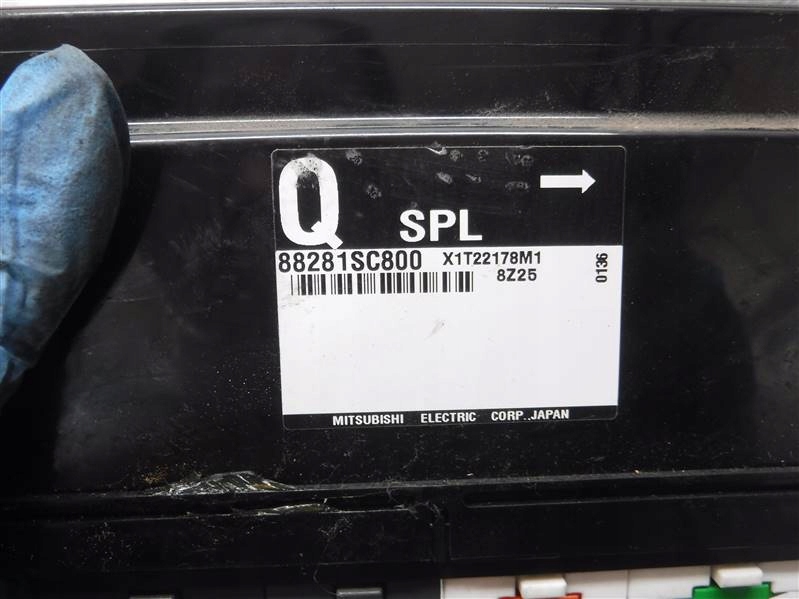 Q SPL
88281SC800 X1T22178M1
8Z25
0136
MITSUBISHI ELECTRIC CORP..JAPAN